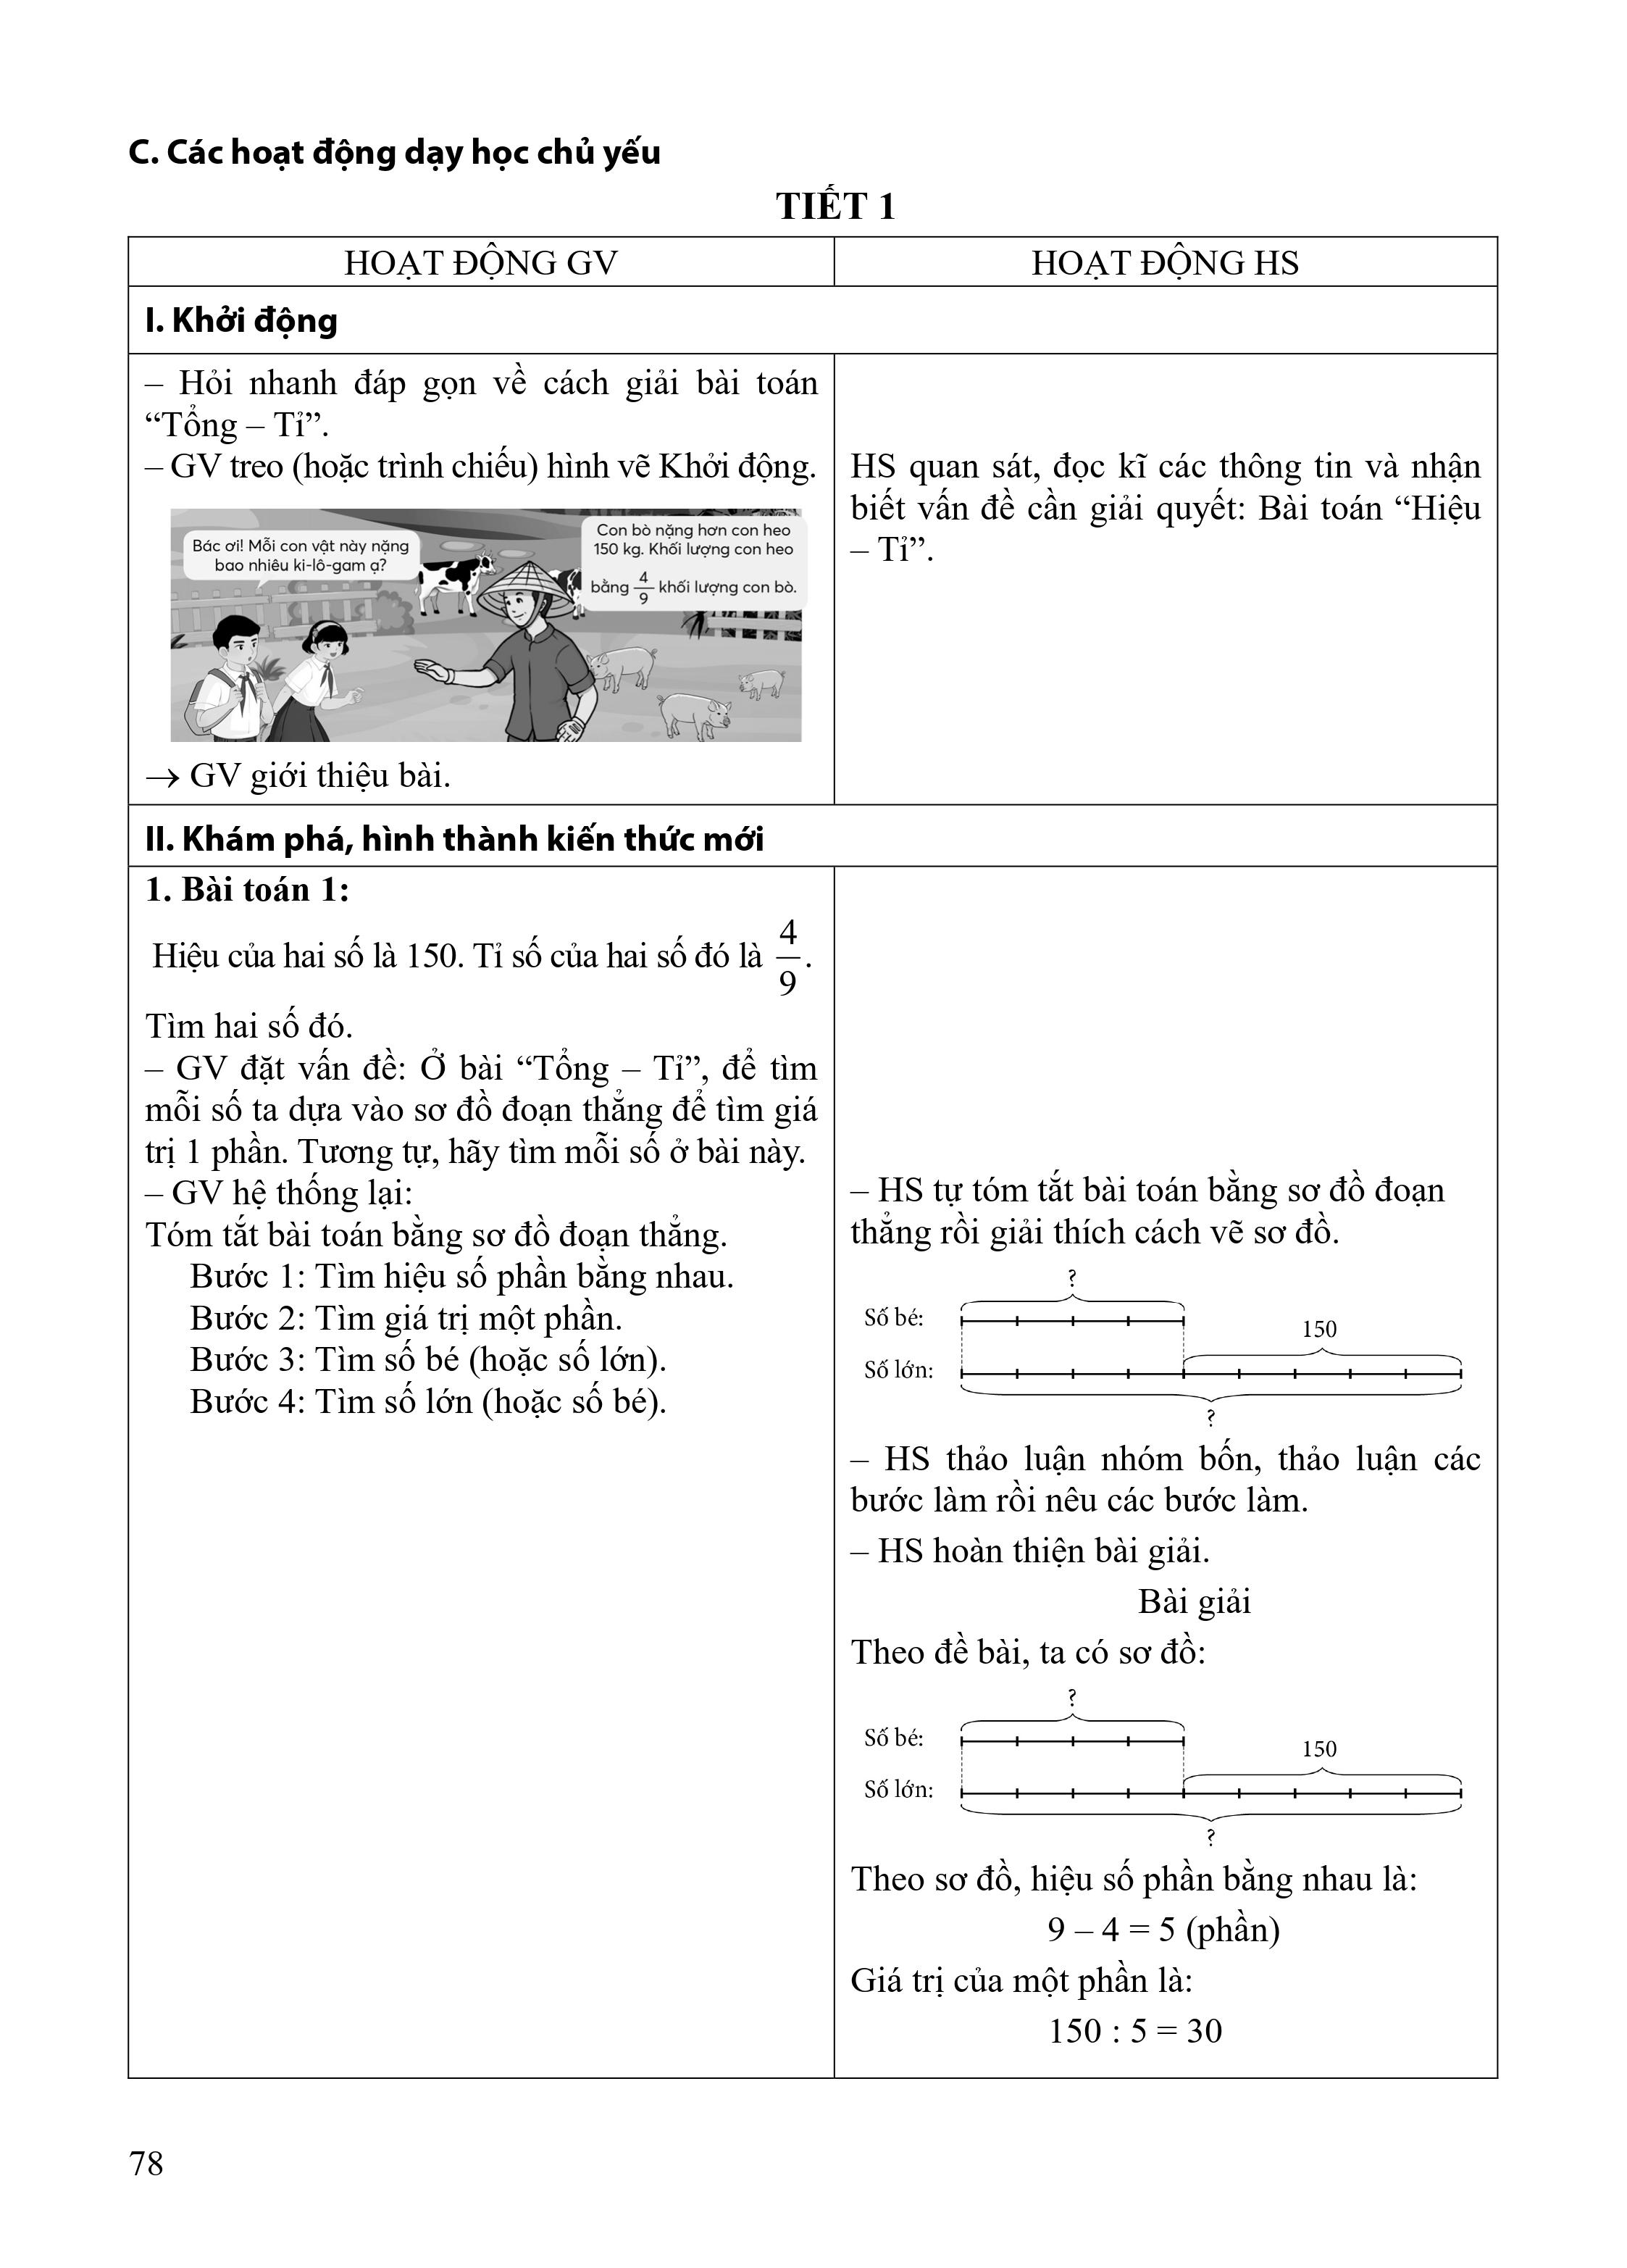 C. Các hoạt động dạy học chủ yếu
TIẾT 1
HOẠT ĐỘNG GV
HOẠT ĐỘNG HS
I. Khởi động
– Hỏi nhanh đáp gọn về cách giải bài toán
“Tổng – Tỉ”.
– GV treo (hoặc trình chiếu) hình vẽ Khởi động.
Bác ơi! Mỗi con vật này nặng
bao nhiêu ki-lô-gam ạ?
Con bò nặng hơn con heo
150 kg. Khối lượng con heo
bằng 4/9 khối lượng con bò.
→ GV giới thiệu bài.
HS quan sát, đọc kĩ các thông tin và nhận
biết vấn đề cần giải quyết: Bài toán “Hiệu
– Tỉ”.
II. Khám phá, hình thành kiến thức mới
1. Bài toán 1:
Hiệu của hai số là 150. Tỉ số của hai số đó là 4/9.
Tìm hai số đó.
– GV đặt vấn đề: Ở bài “Tổng – Tỉ”, để tìm
mỗi số ta dựa vào sơ đồ đoạn thẳng để tìm giá
trị 1 phần. Tương tự, hãy tìm mỗi số ở bài này.
– GV hệ thống lại:
Tóm tắt bài toán bằng sơ đồ đoạn thẳng.
Bước 1: Tìm hiệu số phần bằng nhau.
Bước 2: Tìm giá trị một phần.
Bước 3: Tìm số bé (hoặc số lớn).
Bước 4: Tìm số lớn (hoặc số bé).
– HS tự tóm tắt bài toán bằng sơ đồ đoạn
thẳng rồi giải thích cách vẽ sơ đồ.
?
Số bé:
150
Số lớn:
?
– HS thảo luận nhóm bốn, thảo luận các
bước làm rồi nêu các bước làm.
– HS hoàn thiện bài giải.
Bài giải
Theo đề bài, ta có sơ đồ:
?
Số bé:
150
Số lớn:
?
Theo sơ đồ, hiệu số phần bằng nhau là:
9 – 4 = 5 (phần)
Giá trị của một phần là:
150 : 5 = 30
78